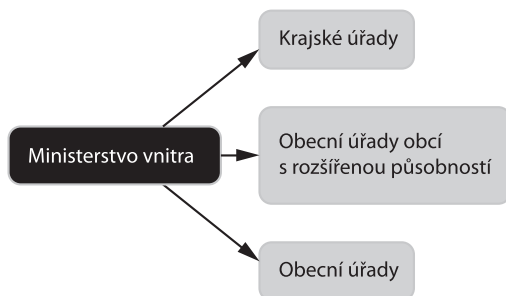 Krajské úřady
Ministerstvo vnitra
Obecní úřady obcí
s rozšířenou působností
Obecní úřady